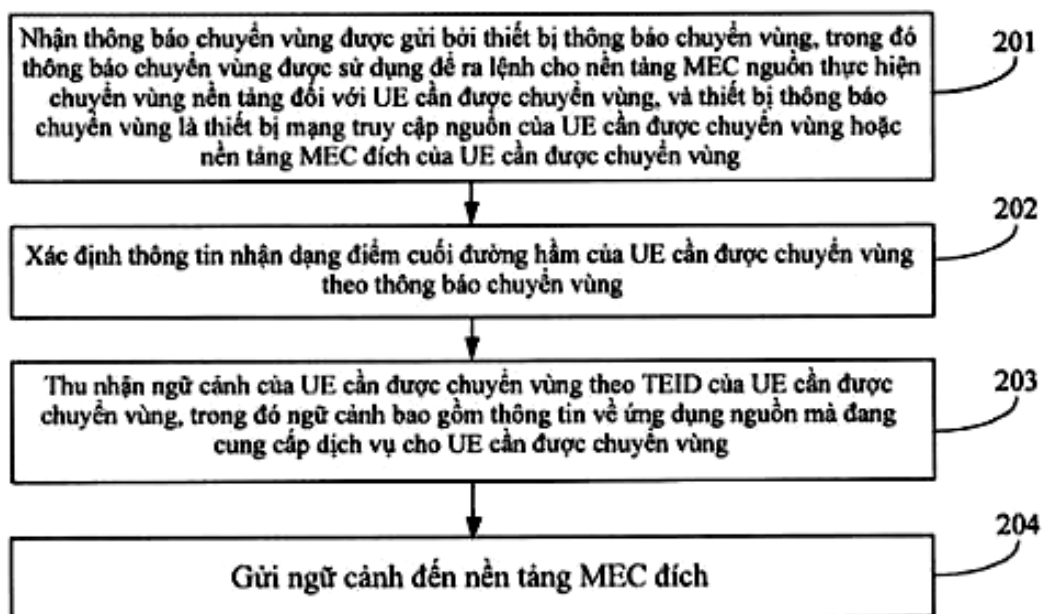 Nhận thông báo chuyển vùng được gửi bởi thiết bị thông báo chuyển vùng, trong đó
thông báo chuyển vùng được sử dụng để ra lệnh cho nền tảng MEC nguồn thực hiện
chuyển vùng nền tảng đối với UE cần được chuyển vùng, và thiết bị thông báo
chuyển vùng là thiết bị mạng truy cập nguồn của UE cần được chuyển vùng hoặc
nền tảng MEC đích của UE cần được chuyển vùng
201
Xác định thông tin nhận dạng điểm cuối đường hầm của UE cần được chuyển vùng
theo thông báo chuyển vùng
202
Thu nhận ngữ cảnh của UE cần được chuyển vùng theo TEID của UE cần được
chuyển vùng, trong đó ngữ cảnh bao gồm thông tin về ứng dụng nguồn mà đang
cung cấp dịch vụ cho UE cần được chuyển vùng
203
Gửi ngữ cảnh đến nền tảng MEC đích
204